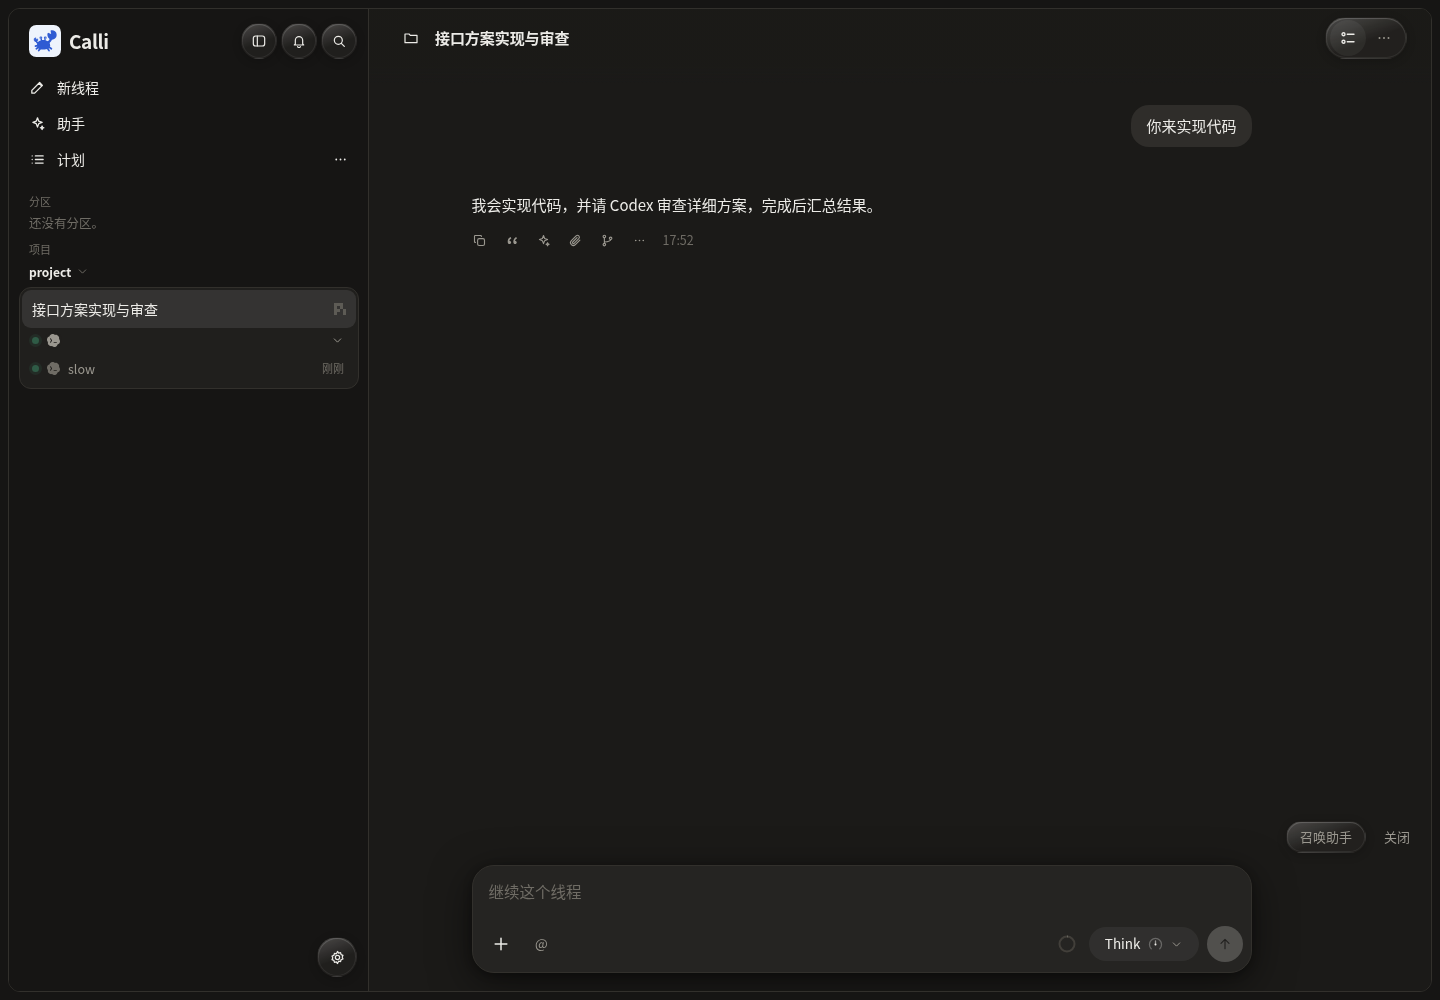 Calli
新线程
助手
计划
分区
还没有分区。
项目
project
接口方案实现与审查
slow 刚刚
接口方案实现与审查
你来实现代码
我会实现代码，并请 Codex 审查详细方案，完成后汇总结果。
17:52
召唤助手 关闭
继续这个线程
@ Think